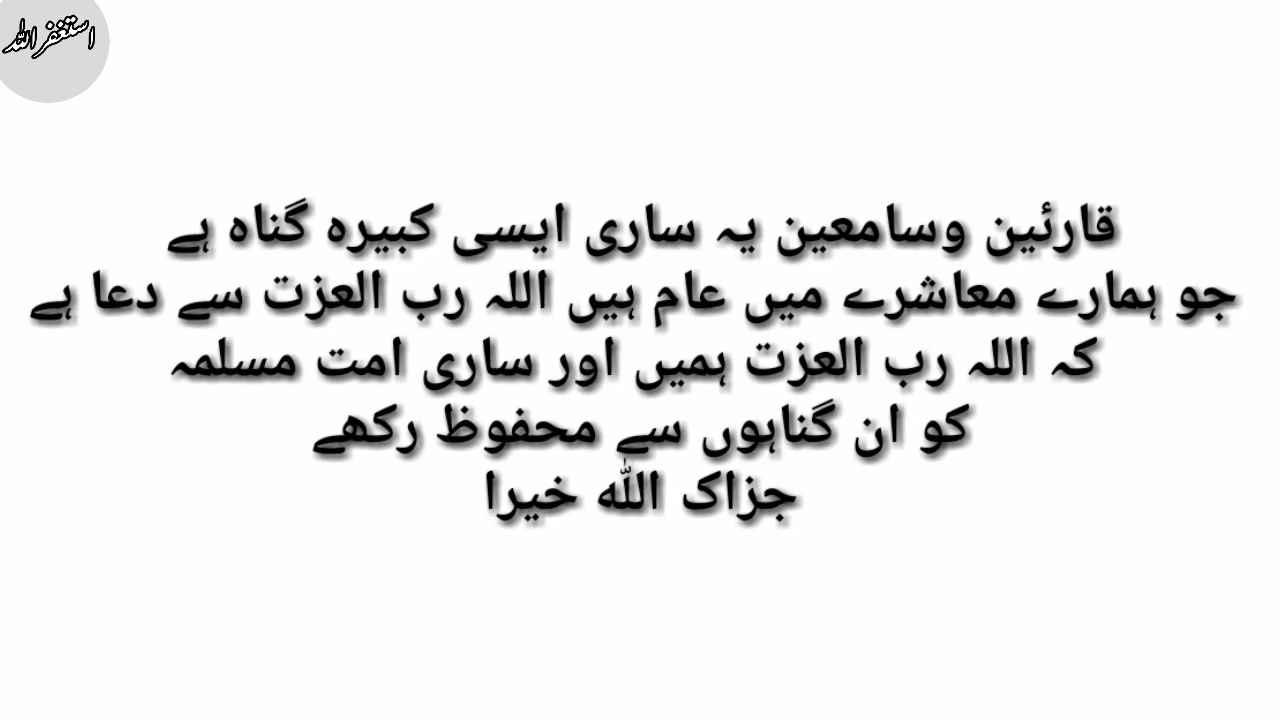 استغفر اللہ
قارئین وسامعین یہ ساری ایسی کبیرہ گناہ ہے
جو ہمارے معاشرے میں عام ہیں اللہ رب العزت سے دعا ہے
کہ اللہ رب العزت ہمیں اور ساری امت مسلمہ
کو ان گناہوں سے محفوظ رکھے
جزاک اللّٰہ خیرا